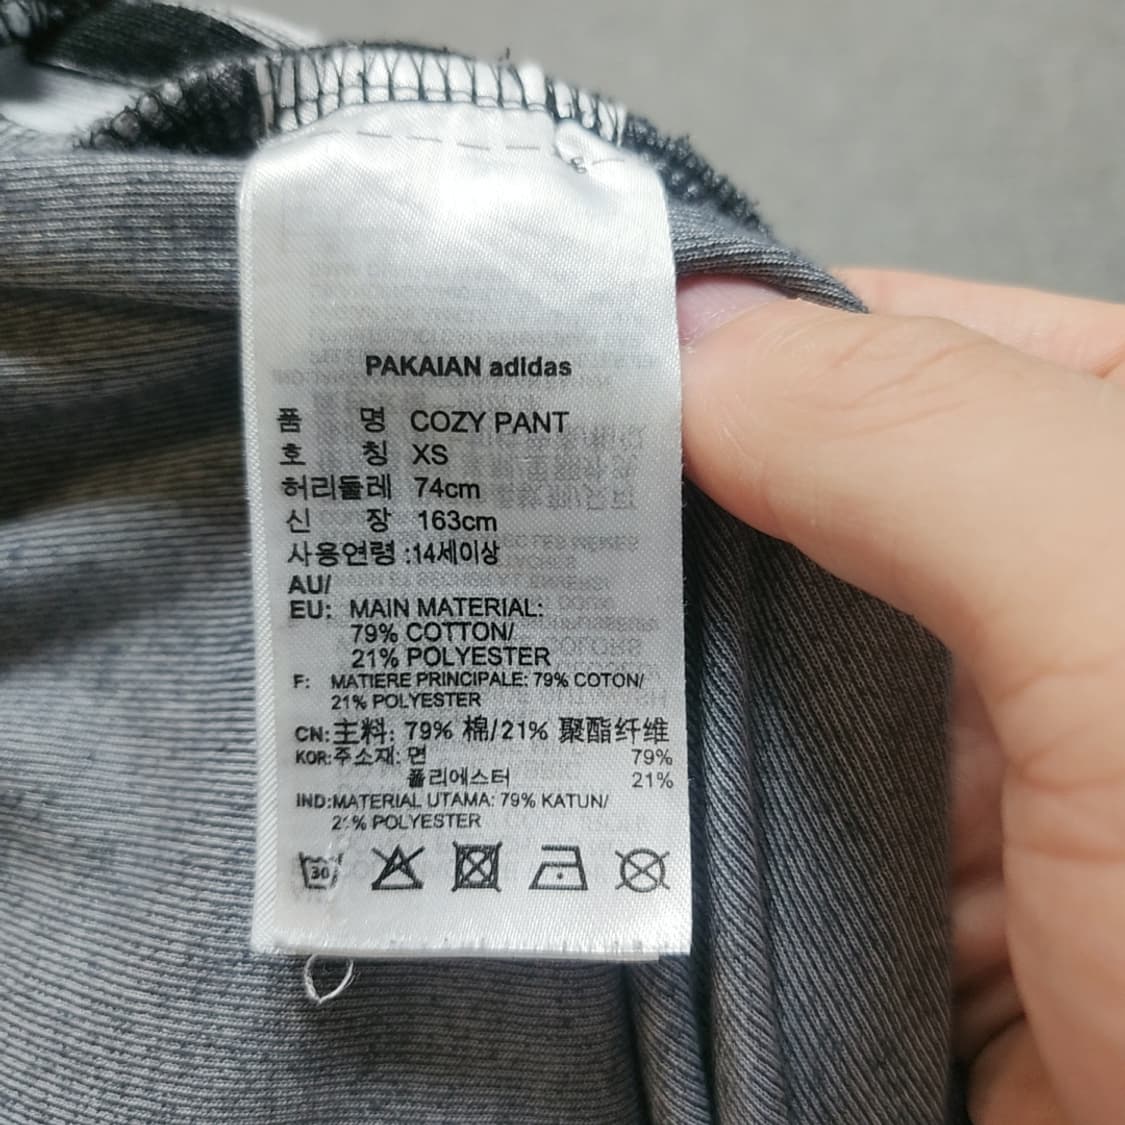 PAKAIAN adidas
품 명 COZY PANT
호 칭 XS
허리둘레 74cm
신 장 163cm
사용연령 :14세이상
AU/
EU: MAIN MATERIAL:
79% COTTON/
21% POLYESTER
F: MATIERE PRINCIPALE: 79% COTON/
21% POLYESTER
CN:主料: 79% 棉/21% 聚酯纤维
KOR:주소재: 면 79%
폴리에스터 21%
IND:MATERIAL UTAMA: 79% KATUN/
21% POLYESTER
30